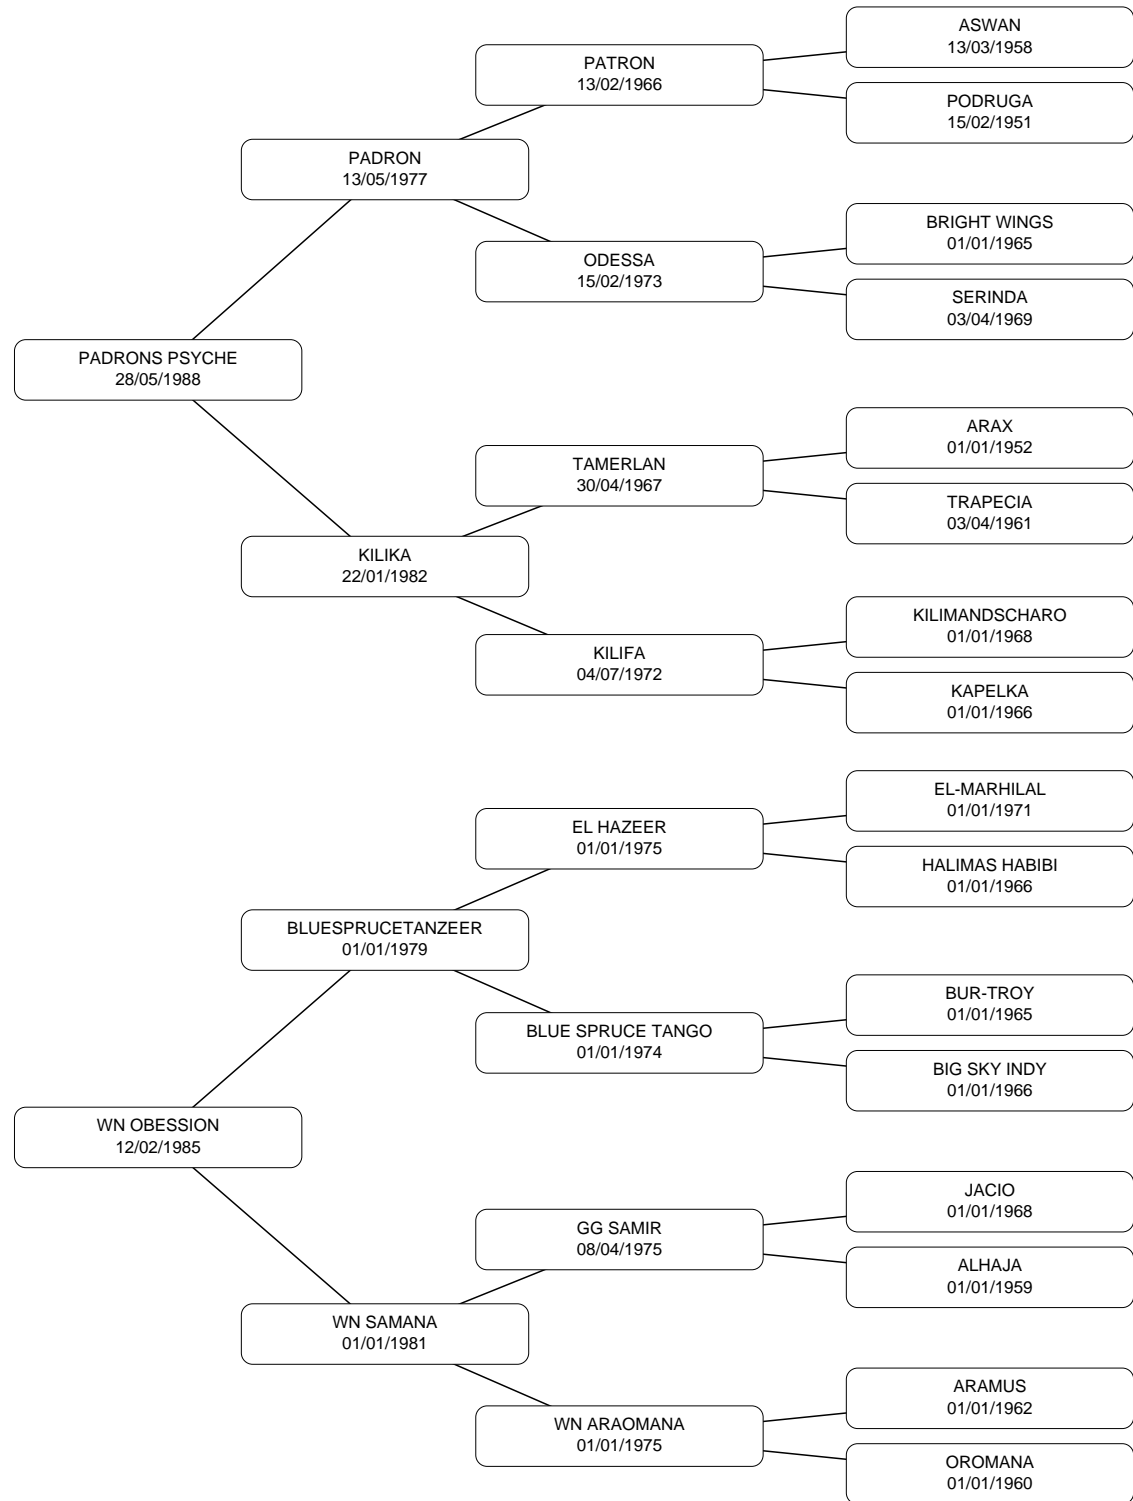 ASWAN
13/03/1958
PATRON
13/02/1966
PODRUGA
15/02/1951
PADRON
13/05/1977
BRIGHT WINGS
01/01/1965
ODESSA
15/02/1973
SERINDA
03/04/1969
PADRONS PSYCHE
28/05/1988
ARAX
01/01/1952
TAMERLAN
30/04/1967
TRAPECIA
03/04/1961
KILIKA
22/01/1982
KILIMANDSCHARO
01/01/1968
KILIFA
04/07/1972
KAPELKA
01/01/1966
EL-MARHILAL
01/01/1971
EL HAZEER
01/01/1975
HALIMAS HABIBI
01/01/1966
BLUESPRUCETANZEER
01/01/1979
BUR-TROY
01/01/1965
BLUE SPRUCE TANGO
01/01/1974
BIG SKY INDY
01/01/1966
WN OBESSION
12/02/1985
JACIO
01/01/1968
GG SAMIR
08/04/1975
ALHAJA
01/01/1959
WN SAMANA
01/01/1981
ARAMUS
01/01/1962
WN ARAOMANA
01/01/1975
OROMANA
01/01/1960